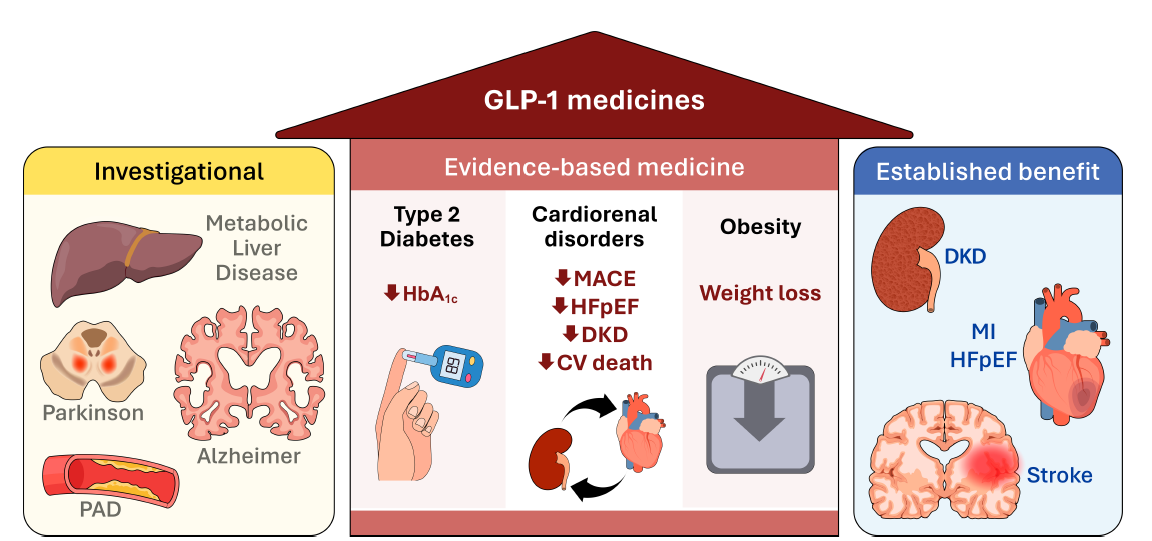 GLP-1 medicines
Investigational
Metabolic
Liver
Disease
Parkinson
Alzheimer
PAD
Evidence-based medicine
Type 2
Diabetes
⬇HbA1c
89
Cardiorenal
disorders
⬇MACE
⬇HFpEF
⬇DKD
⬇CV death
Obesity
Weight loss
Established benefit
DKD
MI
HFpEF
Stroke